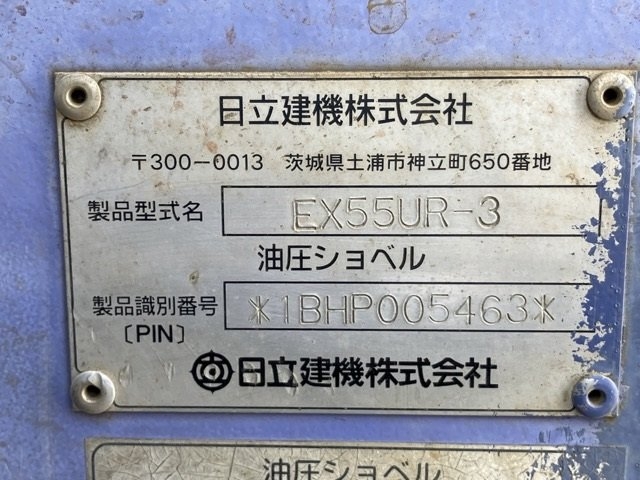 日立建機株式会社
〒300-0013 茨城県土浦市神立町650番地
製品型式名 EX55UR-3
油圧ショベル
製品識別番号 *1BHP005463*
〔PIN〕
日立建機株式会社
油圧ショベル